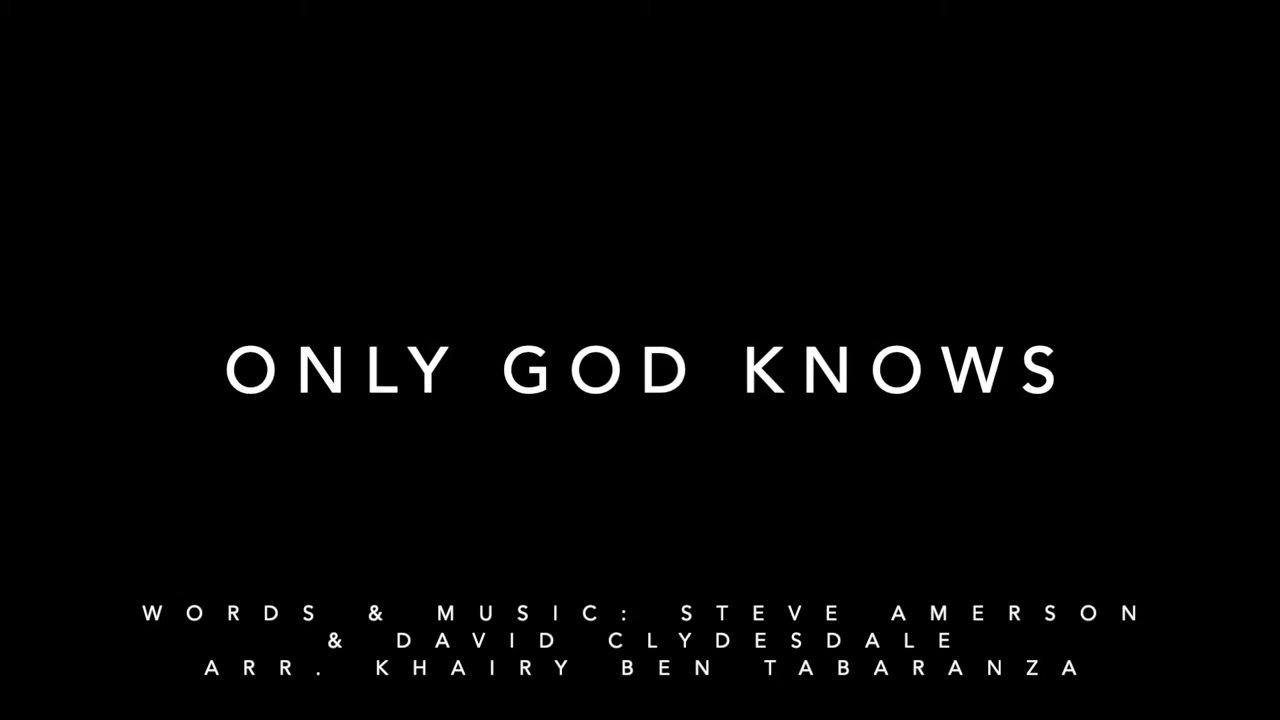 ONLY GOD KNOWS
WORDS & MUSIC: STEVE AMERSON
& DAVID CLYDESDALE
ARR. KHAIRY BEN TABARANZA